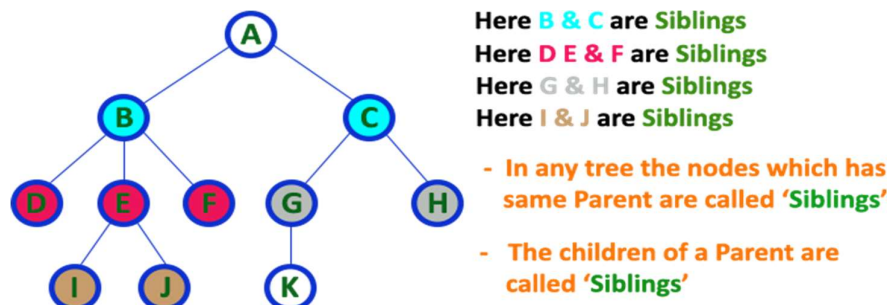 A
Here B & C are Siblings
Here D E & F are Siblings
Here G & H are Siblings
Here I & J are Siblings
B C
D E F G H
I J K
- In any tree the nodes which has
same Parent are called ‘Siblings’
- The children of a Parent are
called ‘Siblings’